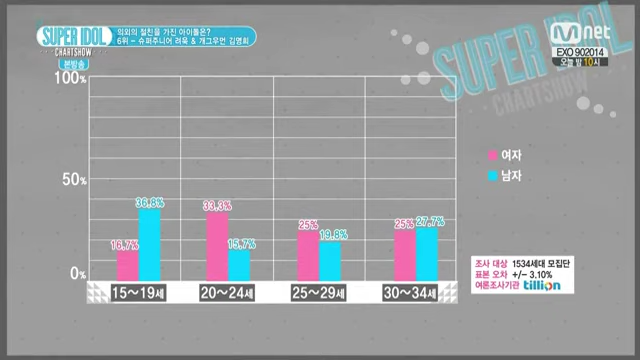 SUPER IDOL
CHARTSHOW
본방송
의외의 절친을 가진 아이돌은?
6위 - 슈퍼주니어 려욱 & 개그우먼 김영희
Mnet
EXO 902014
오늘 밤 10시
SUPER IDOL
CHARTSHOW
100%
50%
0%
16.7%
36.8%
33.3%
15.7%
25%
19.8%
25%
27.7%
15~19세
20~24세
25~29세
30~34세
여자
남자
조사 대상 1534세대 모집단
표본 오차 +/- 3.10%
여론조사기관 tillion